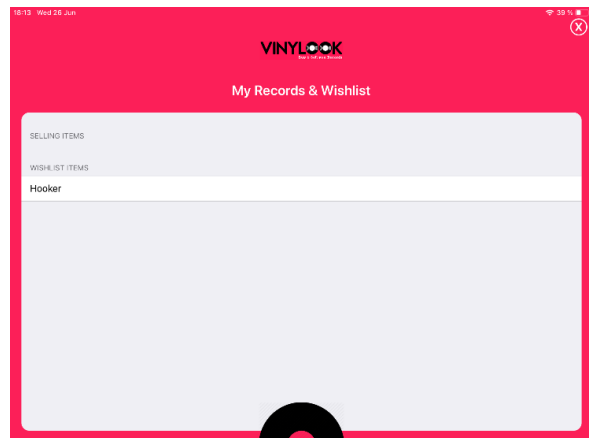 18:13 Wed 26 Jun 39 %
X
VINYLOOK
My Records & Wishlist
SELLING ITEMS
WISHLIST ITEMS
Hooker